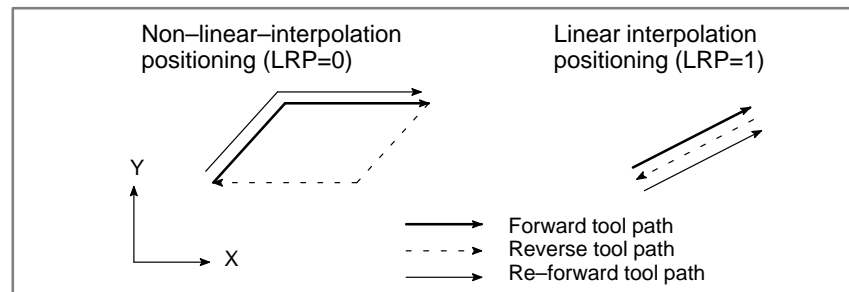 Non–linear–interpolation
positioning (LRP=0)
Linear interpolation
positioning (LRP=1)
Y
X
Forward tool path
Reverse tool path
Re–forward tool path